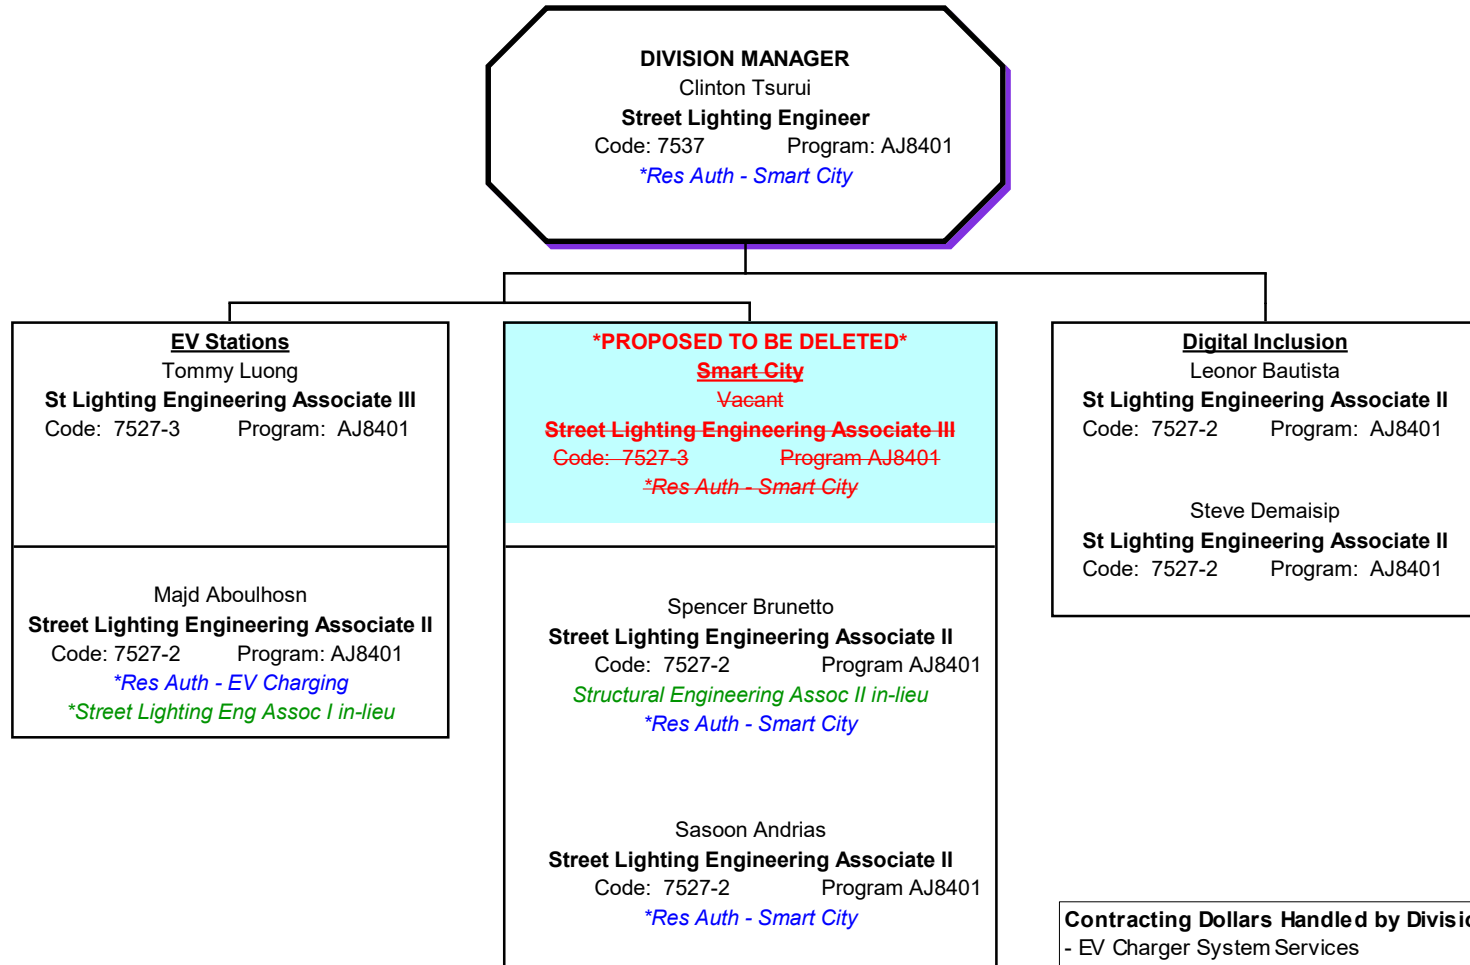 DIVISION MANAGER
Clinton Tsurui
Street Lighting Engineer
Code: 7537 Program: AJ8401
*Res Auth - Smart City
EV Stations
Tommy Luong
St Lighting Engineering Associate III
Code: 7527-3 Program: AJ8401
Majd Aboulhosn
Street Lighting Engineering Associate II
Code: 7527-2 Program: AJ8401
*Res Auth - EV Charging
*Street Lighting Eng Assoc I in-lieu
*PROPOSED TO BE DELETED*
Smart City
Vacant
Street Lighting Engineering Associate III
Code: 7527-3 Program AJ8401
*Res Auth - Smart City
Spencer Brunetto
Street Lighting Engineering Associate II
Code: 7527-2 Program AJ8401
Structural Engineering Assoc II in-lieu
*Res Auth - Smart City
Sasoon Andrias
Street Lighting Engineering Associate II
Code: 7527-2 Program AJ8401
*Res Auth - Smart City
Digital Inclusion
Leonor Bautista
St Lighting Engineering Associate II
Code: 7527-2 Program: AJ8401
Steve Demaisip
St Lighting Engineering Associate II
Code: 7527-2 Program: AJ8401
Contracting Dollars Handled by Divisi
- EV Charger System Services